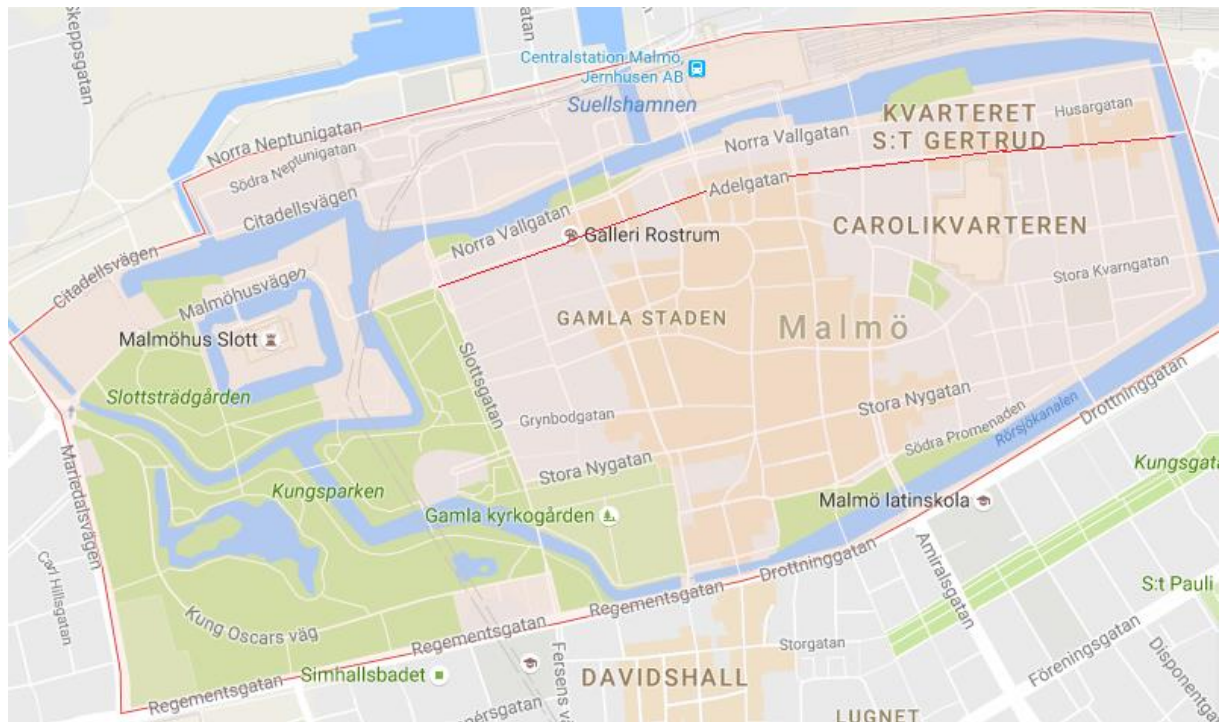 Skeppsgatan
Centralstation Malmö,
Jernhusen AB
Suellshamnen
KVARTERET
S:T GERTRUD
Husargatan
Norra Neptunigatan
Södra Neptunigatan
Norra Vallgatan
Adelgatan
Citadellsvägen
Norra Vallgatan
Galleri Rostrum
CAROLIKVARTEREN
Citadellsvägen
Malmöhusvägen
Stora Kvarngatan
Malmöhus Slott
GAMLA STADEN
Malmö
Slottsträdgården
Slottsgatan
Grynbodgatan
Stora Nygatan
Södra Promenaden
Rörsjökanalen
Drottninggatan
Mariedalsvägen
Kungsparken
Stora Nygatan
Kungsgat
Gamla kyrkogården
Malmö latinskola
Carl Hillsgatan
Drottninggatan
Amiralsgatan
S:t Pauli
Regementsgatan
Kung Oscars väg
Regementsgatan
Storgatan
Föreningsgatan
Disponentga
Simhallsbadet
Fersens v
DAVIDSHALL
Regementsgatan
LUGNET